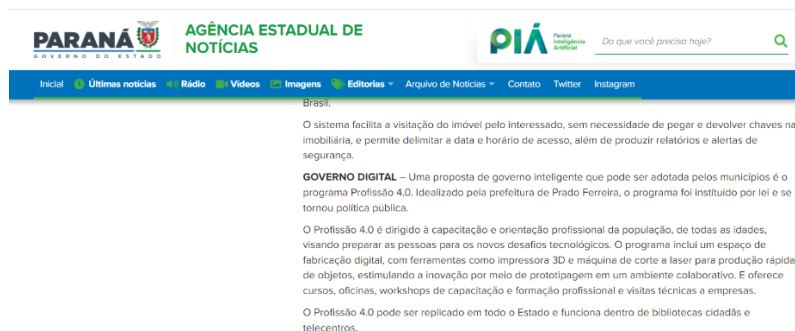 PARANÁ
GOVERNO DO ESTADO
AGÊNCIA ESTADUAL DE
NOTÍCIAS
PIÁ
Paraná
Inteligência
Artificial
Do que você precisa hoje?
Inicial Últimas notícias Rádio Vídeos Imagens Editorias Arquivo de Notícias Contato Twitter Instagram
Brasil.
O sistema facilita a visitação do imóvel pelo interessado, sem necessidade de pegar e devolver chaves na
imobiliária, e permite delimitar a data e horário de acesso, além de produzir relatórios e alertas de
segurança.
GOVERNO DIGITAL – Uma proposta de governo inteligente que pode ser adotada pelos municípios é o
programa Profissão 4.0. Idealizado pela prefeitura de Prado Ferreira, o programa foi instituído por lei e se
tornou política pública.
O Profissão 4.0 é dirigido à capacitação e orientação profissional da população, de todas as idades,
visando preparar as pessoas para os novos desafios tecnológicos. O programa inclui um espaço de
fabricação digital, com ferramentas como impressora 3D e máquina de corte a laser para produção rápida
de objetos, estimulando a inovação por meio de prototipagem em um ambiente colaborativo. E oferece
cursos, oficinas, workshops de capacitação e formação profissional e visitas técnicas a empresas.
O Profissão 4.0 pode ser replicado em todo o Estado e funciona dentro de bibliotecas cidadãs e
telecentros.